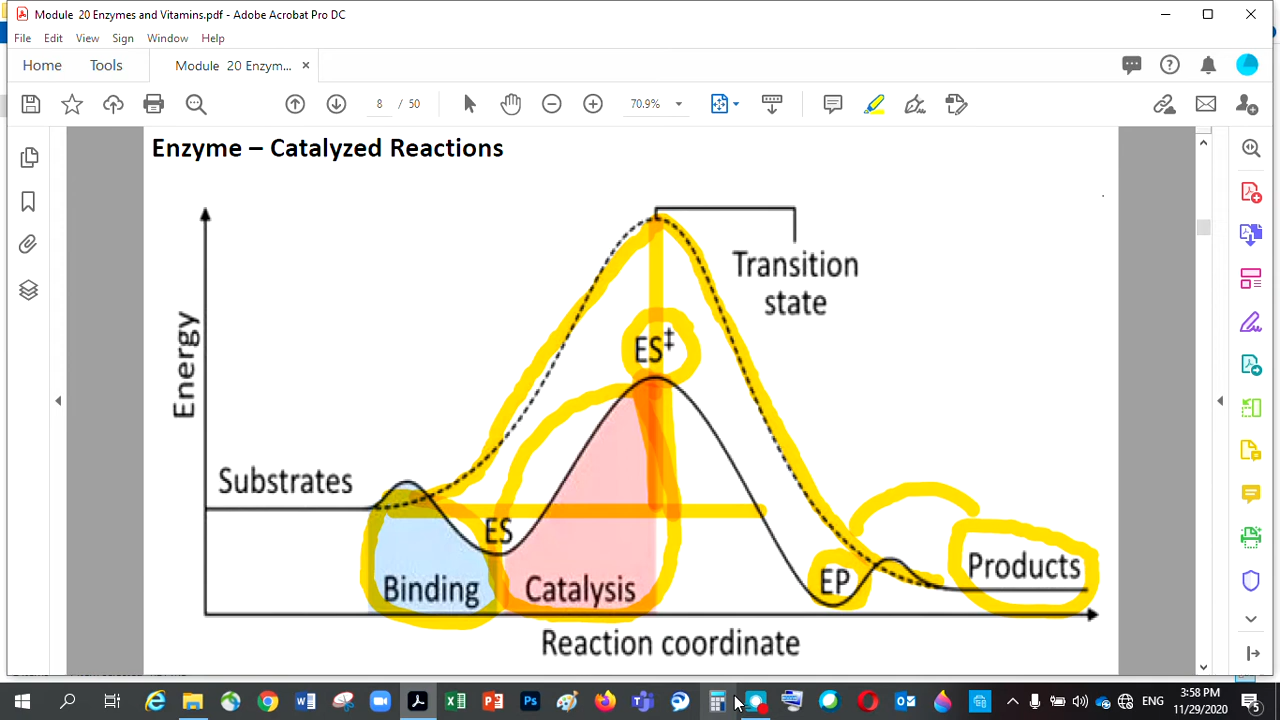 Module 20 Enzymes and Vitamins.pdf - Adobe Acrobat Pro DC
File Edit View Sign Window Help
Home Tools Module 20 Enzym... ×
8 / 50 70.9%
Enzyme – Catalyzed Reactions
Transition
state
ES‡
Energy
Substrates
ES
Binding
Catalysis
EP
Products
Reaction coordinate
ENG
3:58 PM
11/29/2020